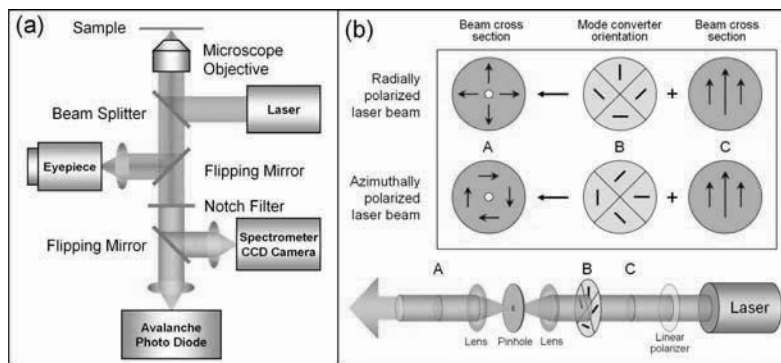 (a)
Sample
Microscope
Objective
Beam Splitter
Laser
Eyepiece
Flipping Mirror
Notch Filter
Flipping Mirror
Spectrometer
CCD Camera
Avalanche
Photo Diode
(b)
Beam cross
section
Mode converter
orientation
Beam cross
section
Radially
polarized
laser beam
+
A
B
C
Azimuthally
polarized
laser beam
+
A
B
C
Laser
Lens
Pinhole
Lens
Linear
polarizer